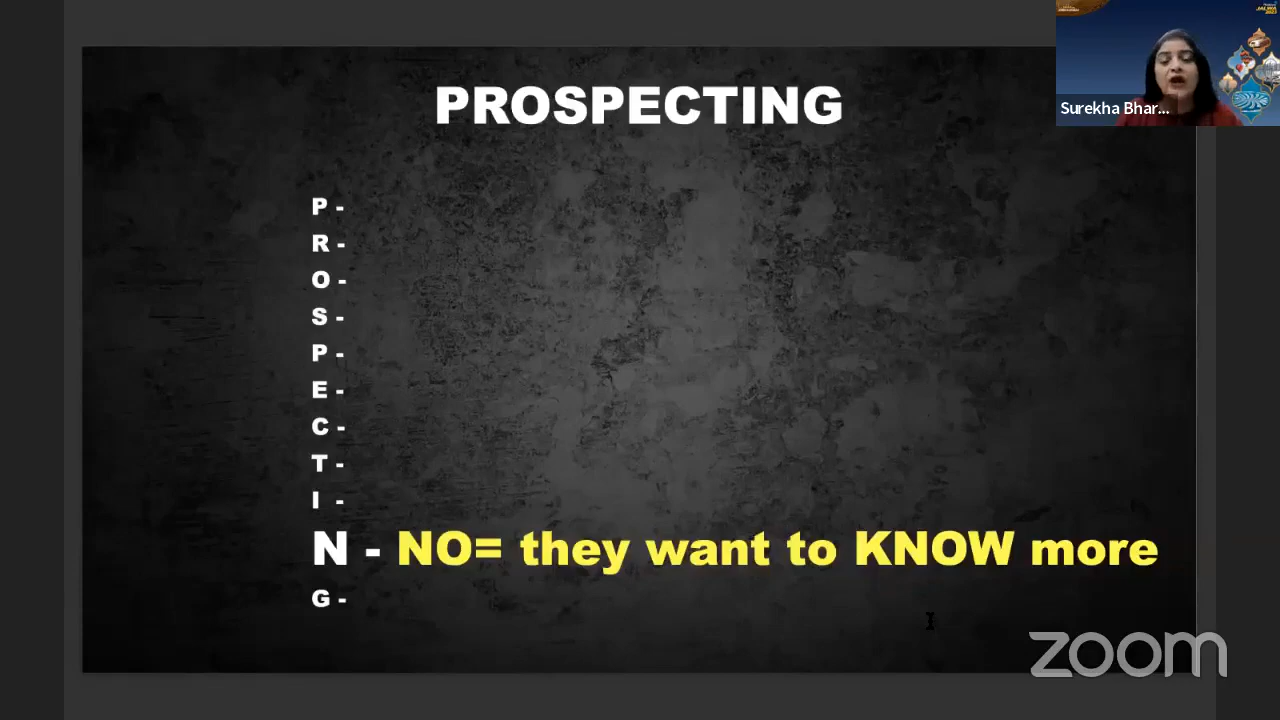 PROSPECTING
Surekha Bhar...
P -
R -
O -
S -
P -
E -
C -
T -
I -
N - NO= they want to KNOW more
G -
zoom